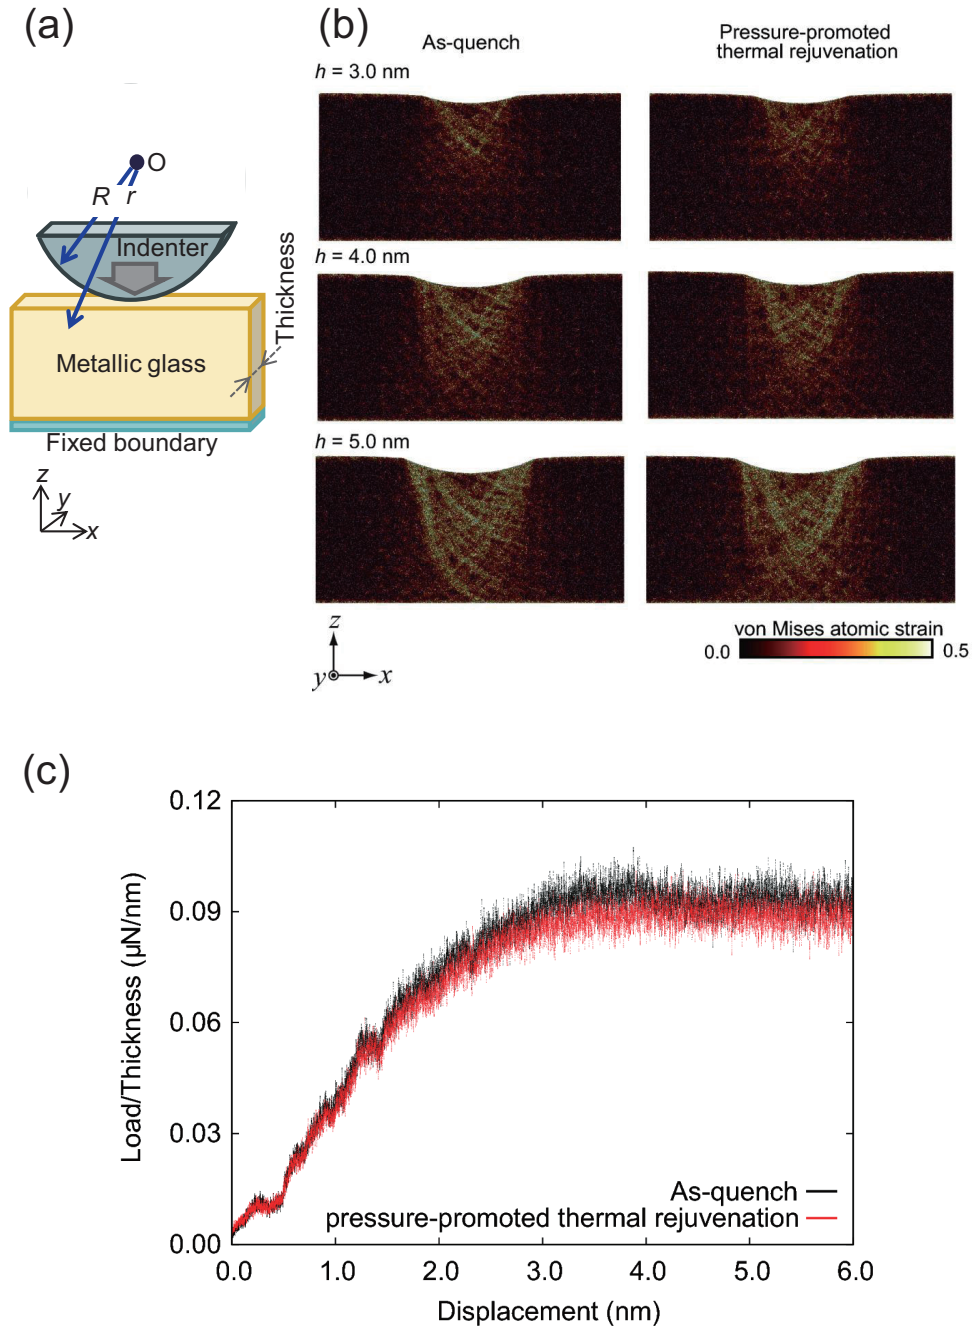 (a)
O
R r
Indenter
Thickness
Metallic glass
Fixed boundary
z
y
x
(b)
As-quench
Pressure-promoted
thermal rejuvenation
h = 3.0 nm
h = 4.0 nm
h = 5.0 nm
von Mises atomic strain
0.0 0.5
z
y x
(c)
0.12
0.09
0.06
0.03
0.00
Load/Thickness (μN/nm)
As-quench
pressure-promoted thermal rejuvenation
0.0 1.0 2.0 3.0 4.0 5.0 6.0
Displacement (nm)